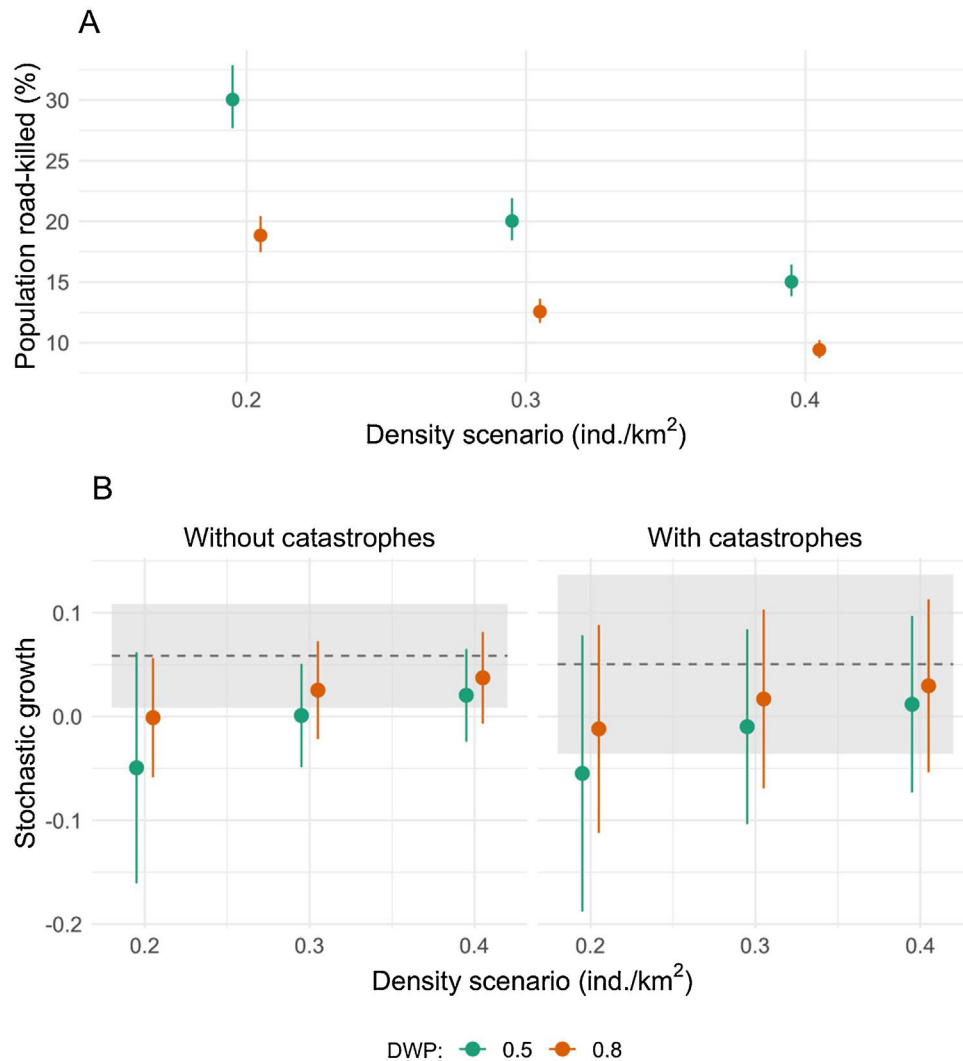 A
Population road-killed (%)
30
25
20
15
10
0.2 0.3 0.4
Density scenario (ind./km²)
B
Without catastrophes With catastrophes
Stochastic growth
0.1
0.0
-0.1
-0.2
0.2 0.3 0.4 0.2 0.3 0.4
Density scenario (ind./km²)
DWP: 0.5 0.8